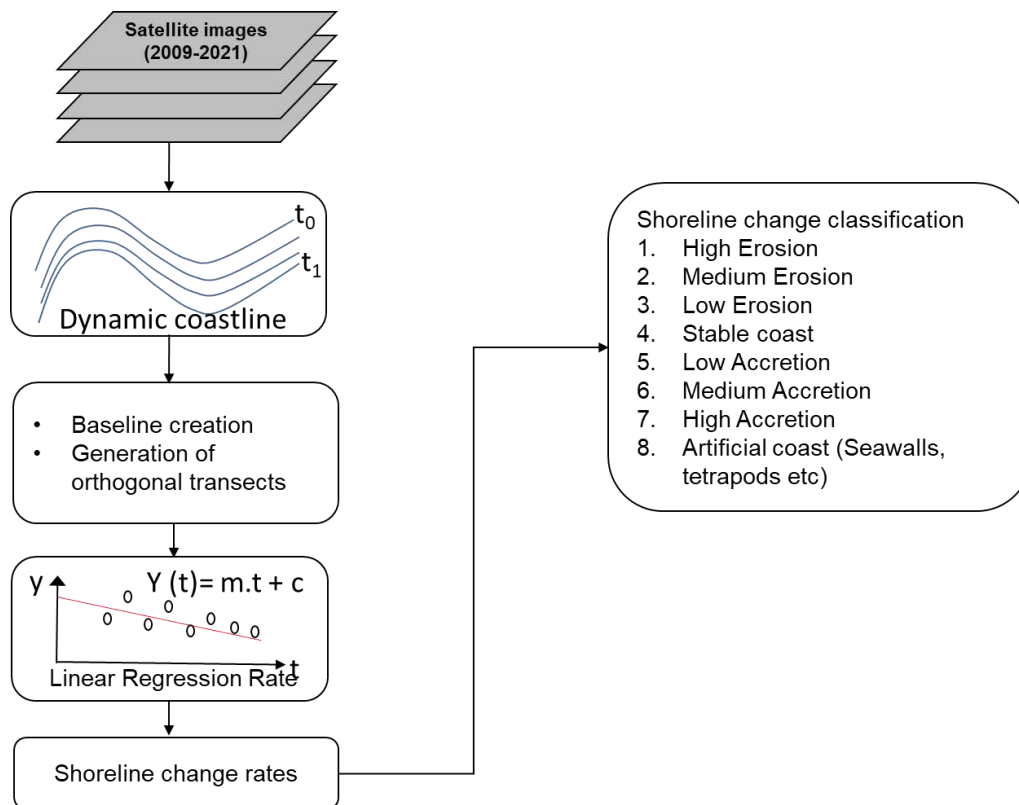 Satellite images
(2009-2021)
t₀
t₁
Dynamic coastline
• Baseline creation
• Generation of
orthogonal transects
y
Y (t)= m.t + c
t
Linear Regression Rate
Shoreline change rates
Shoreline change classification
1. High Erosion
2. Medium Erosion
3. Low Erosion
4. Stable coast
5. Low Accretion
6. Medium Accretion
7. High Accretion
8. Artificial coast (Seawalls,
tetrapods etc)